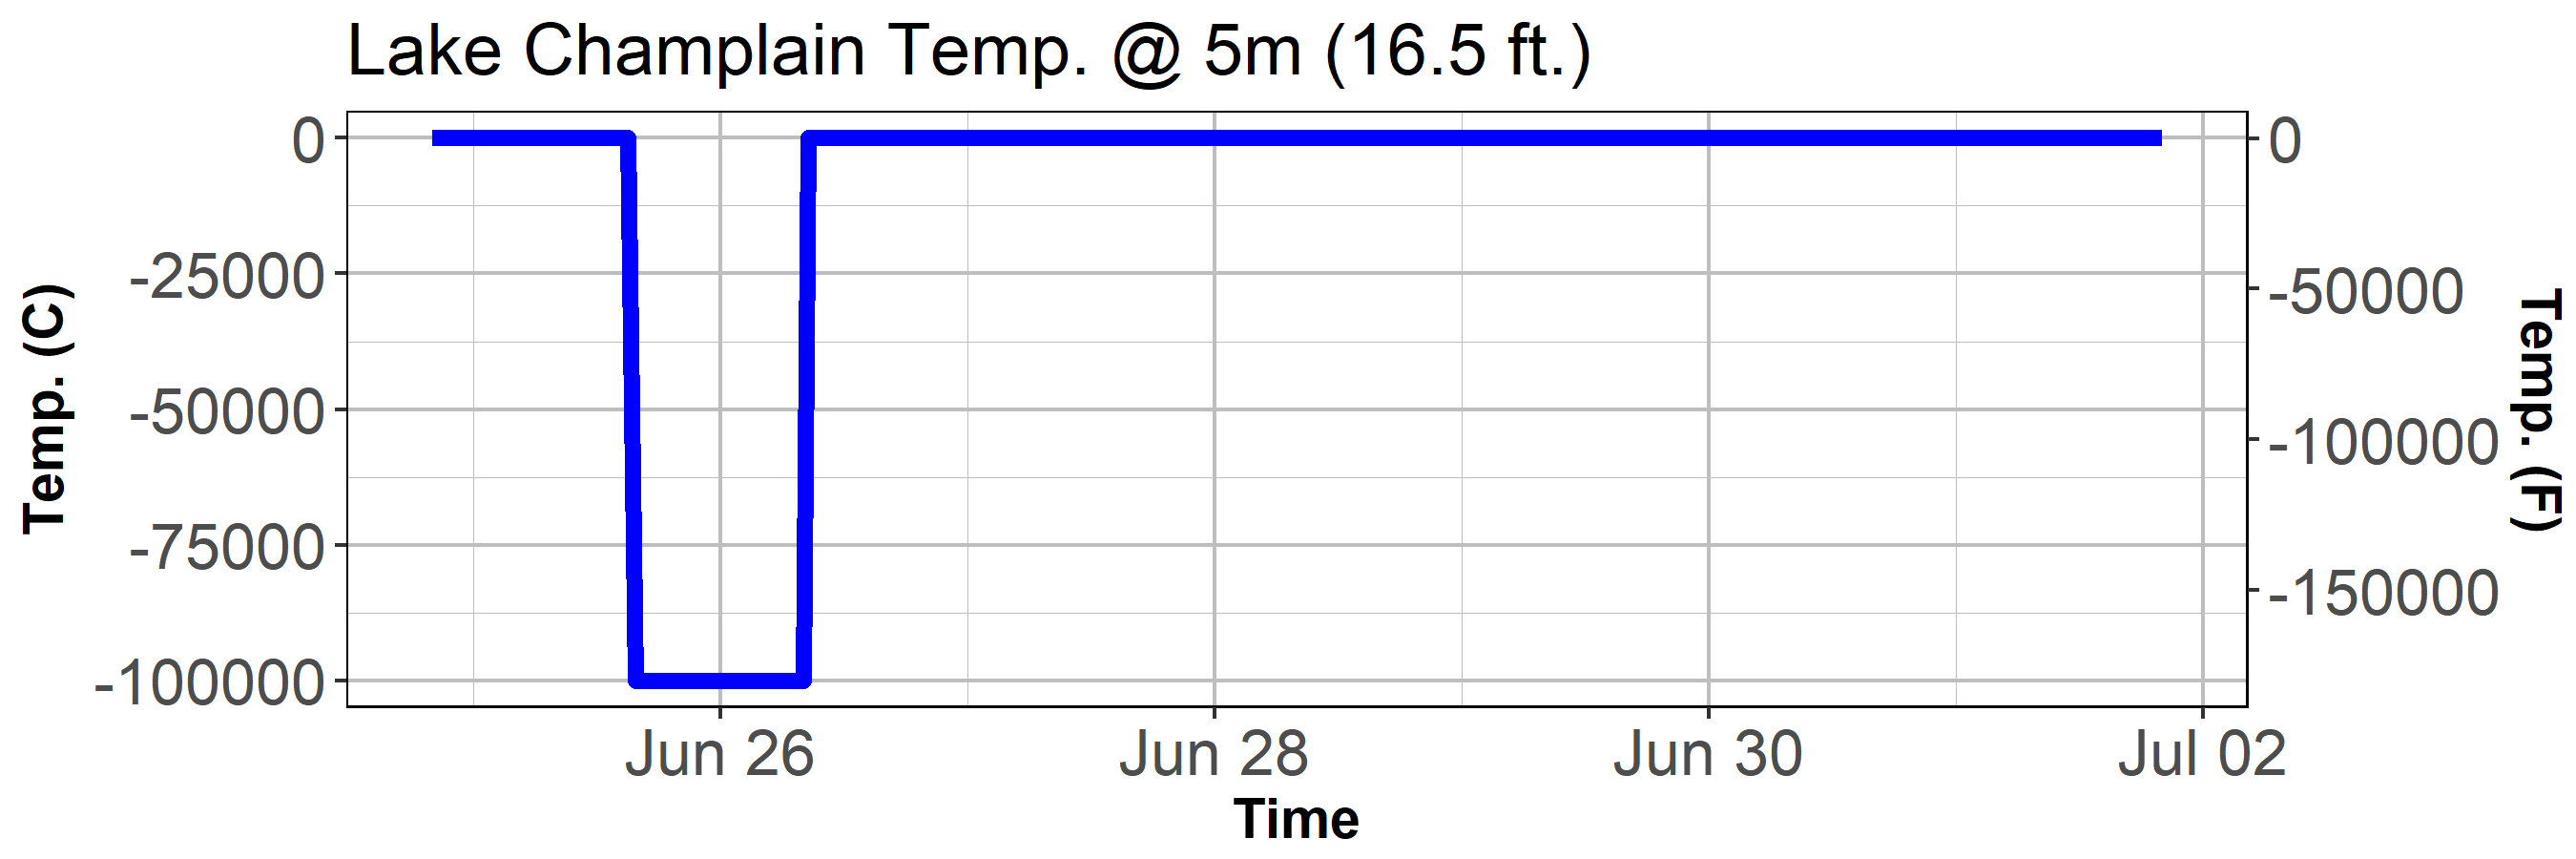 Lake Champlain Temp. @ 5m (16.5 ft.)
Temp. (C)
0
-25000
-50000
-75000
-100000
0
-50000
-100000
-150000
Temp. (F)
Jun 26
Jun 28
Jun 30
Jul 02
Time